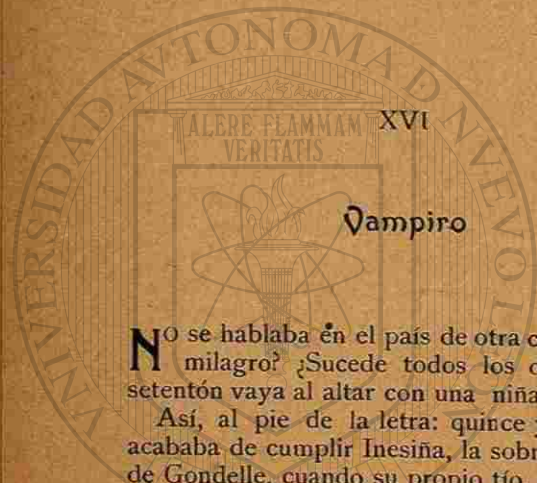 XVI
Vampiro
NO se hablaba en el país de otra
milagro? ¿Sucede todos los
setentón vaya al altar con una niña
Así, al pie de la letra: quince
acababa de cumplir Inesiña, la
de Gondelle, cuando su propio tío
ALERE FLAMMAM
VERITATIS